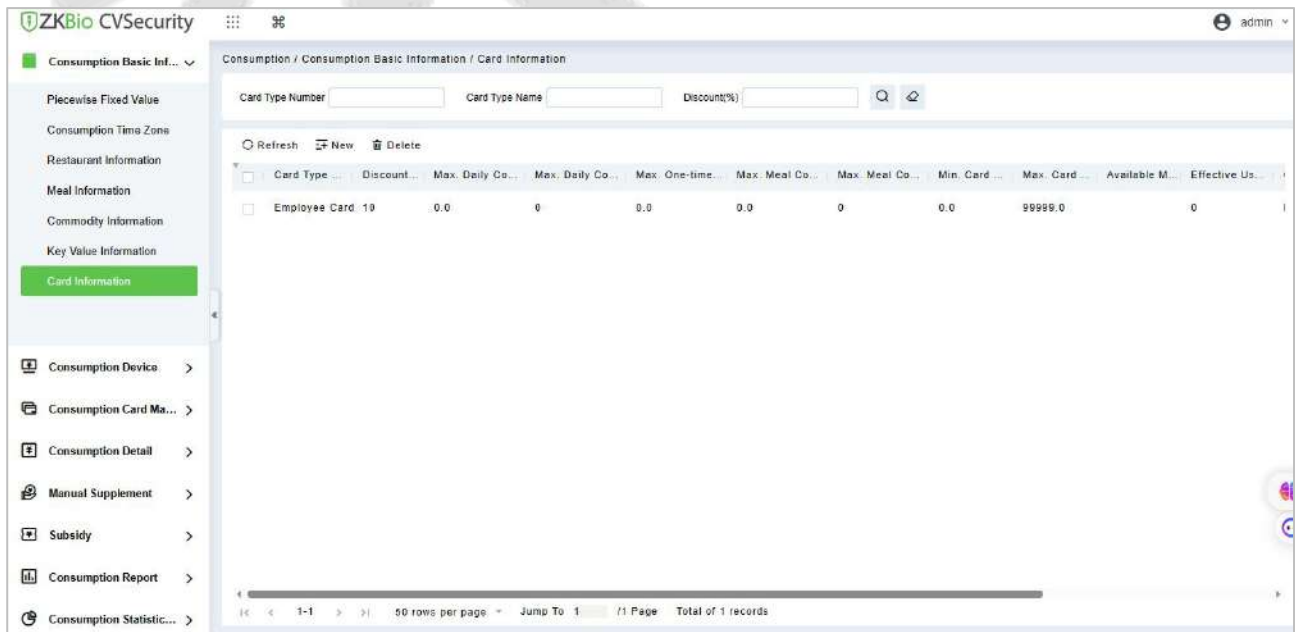 ZKBio CVSecurity
admin
Consumption Basic Inf...
Piecewise Fixed Value
Consumption Time Zone
Restaurant Information
Meal Information
Commodity Information
Key Value Information
Card Information
Consumption Device
Consumption Card Ma...
Consumption Detail
Manual Supplement
Subsidy
Consumption Report
Consumption Statistic...
Consumption / Consumption Basic Information / Card Information
Card Type Number Card Type Name Discount(%)
Refresh New Delete
Card Type ... Discount... Max. Daily Co... Max. Daily Co... Max. One-time... Max. Meal Co... Max. Meal Co... Min. Card ... Max. Card ... Available M... Effective Us...
Employee Card 10 0.0 0 0.0 0.0 0 0.0 99999.0 0
1-1 50 rows per page Jump To 1 /1 Page Total of 1 records